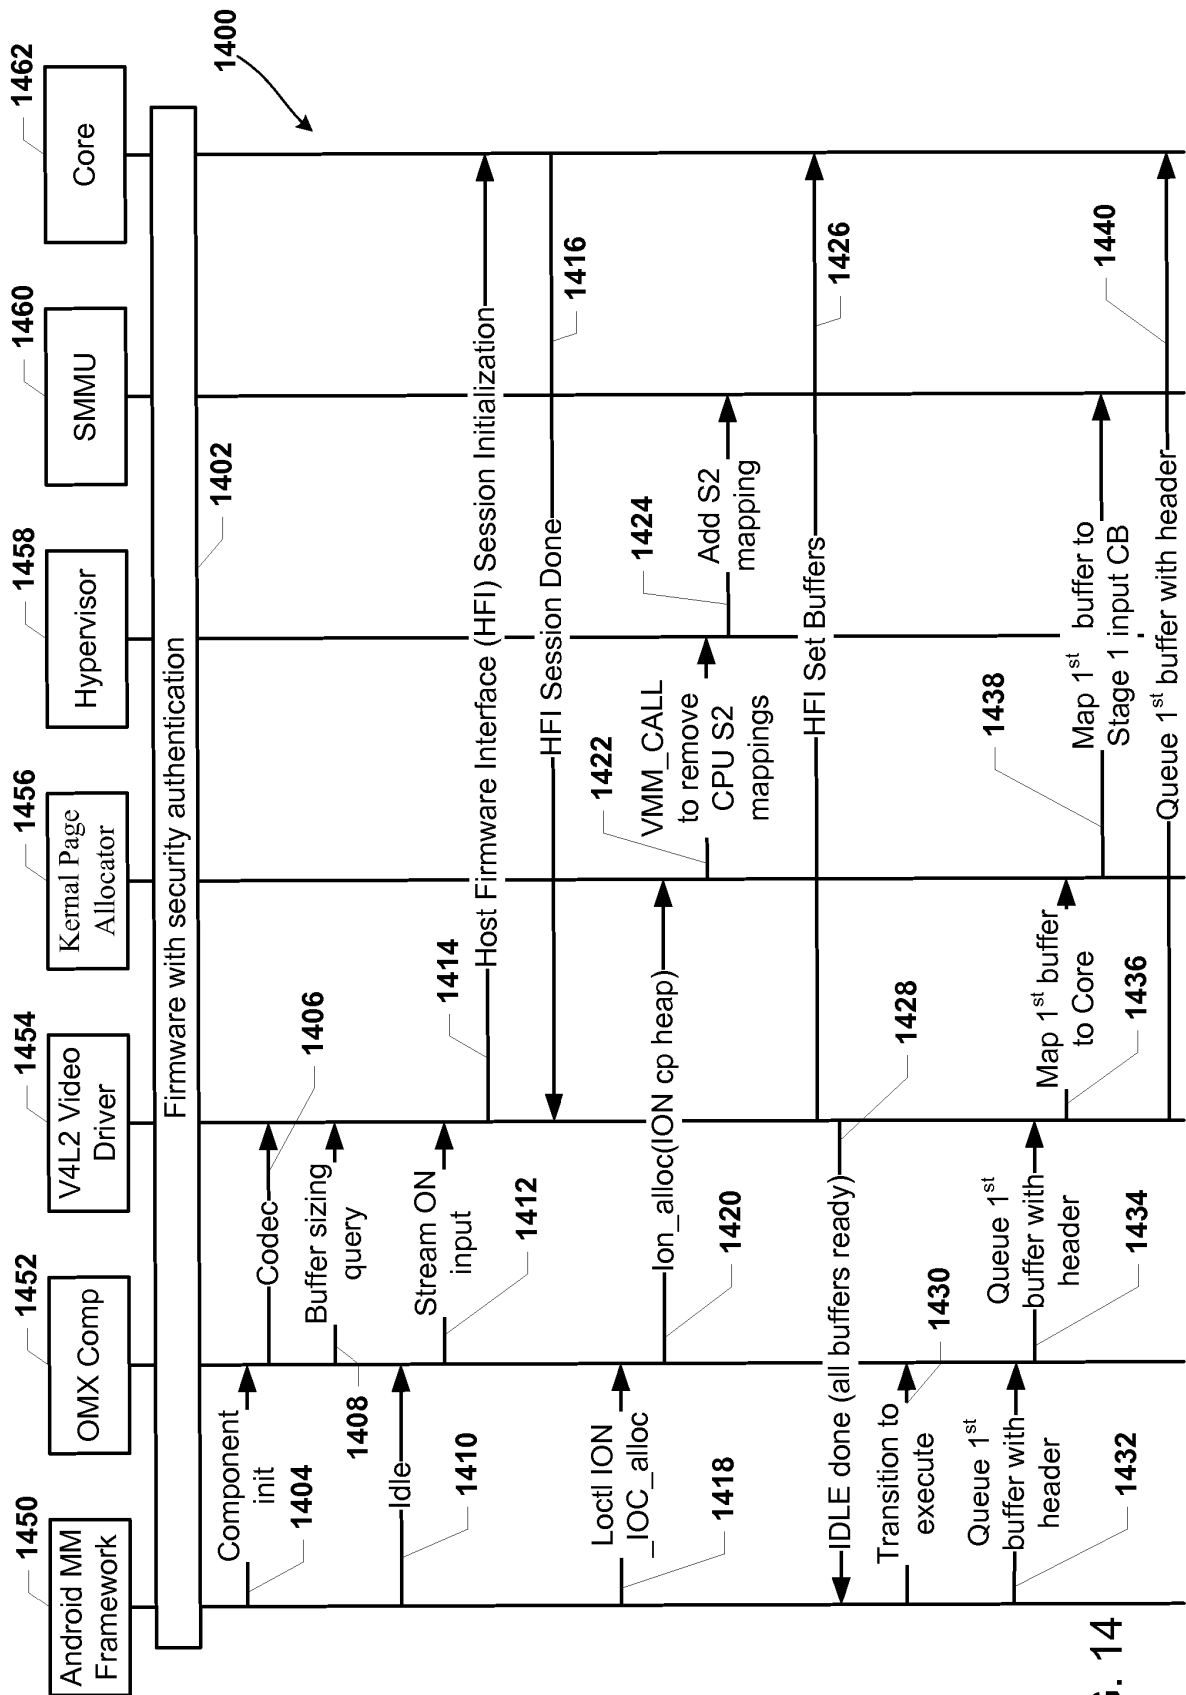 1450
Android MM
Framework
1452
OMX Comp
1454
V4L2 Video
Driver
1456
Kernal Page
Allocator
1458
Hypervisor
1460
SMMU
1462
Core
1400
Firmware with security authentication
1402
Component
init
1404
Codec
1406
Buffer sizing
query
1408
Idle
1410
Stream ON
input
1412
1414
Host Firmware Interface (HFI) Session Initialization
HFI Session Done
1416
Loctl ION
_IOC_alloc
1418
Ion_alloc(ION cp heap)
1420
1422
VMM_CALL
to remove
CPU S2
mappings
1424
Add S2
mapping
HFI Set Buffers
1426
IDLE done (all buffers ready)
1428
Transition to
execute
1430
Queue 1st
buffer with
header
1432
Queue 1st
buffer with
header
1434
Map 1st buffer
to Core
1436
1438
Map 1st buffer to
Stage 1 input CB
Queue 1st buffer with header
1440
14